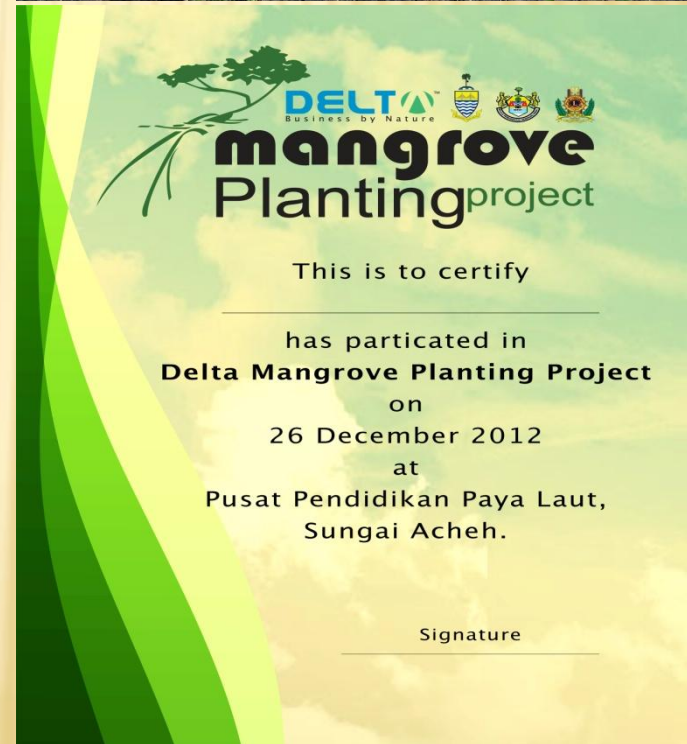 DELTA™
Business by Nature
mangrove
Planting project
This is to certify
has particated in
Delta Mangrove Planting Project
on
26 December 2012
at
Pusat Pendidikan Paya Laut,
Sungai Acheh.
Signature